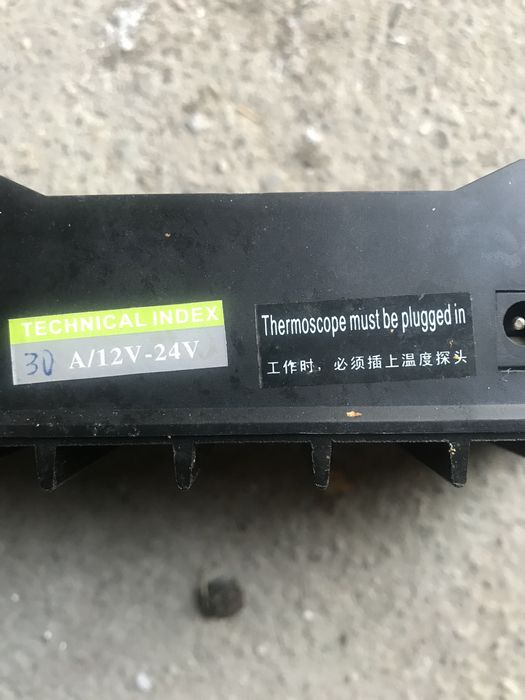 TECHNICAL INDEX
30 A/12V-24V
Thermoscope must be plugged in
工作时，必须插上温度探头